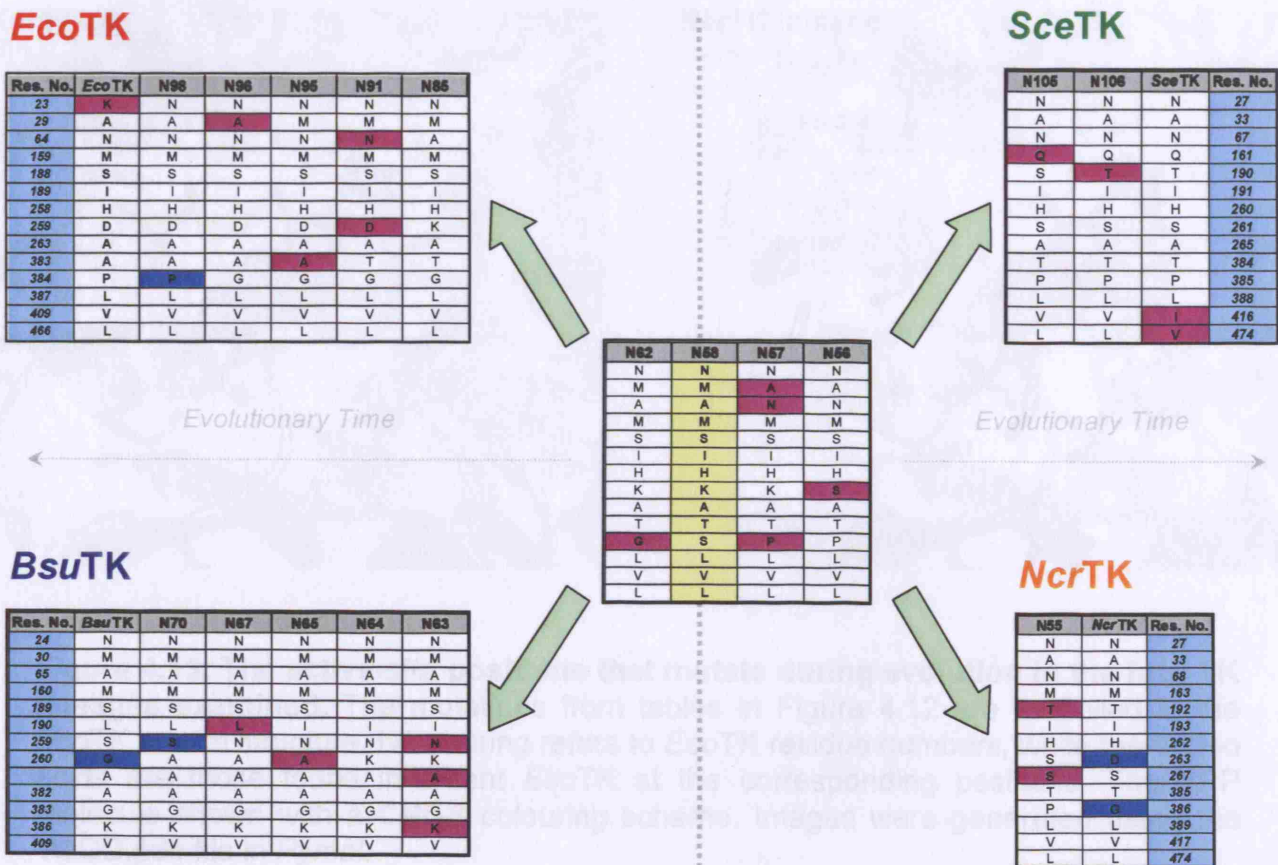 EcoTK
Res. No. EcoTK N98 N96 N95 N91 N85
23 K N N N N N
29 A A A M M M
64 N N N N N A
159 M M M M M M
188 S S S S S S
189 I I I I I I
258 H H H H H H
259 D D D D D K
263 A A A A A A
383 A A A A T T
384 P P G G G G
387 L L L L L L
409 V V V V V V
466 L L L L L L
SceTK
N105 N106 SceTK Res. No.
N N N 27
A A A 33
N N N 67
Q Q Q 161
S T T 190
I I I 191
H H H 260
S S S 261
A A A 265
T T T 384
P P P 385
L L L 388
V V I 416
L L V 474
N62 N58 N57 N56
N N N N
M M A A
A A N N
M M M M
S S S S
I I I I
H H H H
K K K S
A A A A
T T T T
G S P P
L L L L
V V V V
L L L L
Evolutionary Time
Evolutionary Time
BsuTK
Res. No. BsuTK N70 N67 N65 N64 N63
24 N N N N N N
30 M M M M M M
65 A A A A A A
160 M M M M M M
189 S S S S S S
190 L L L I I I
259 S S N N N N
260 G A A A K K
382 A A A A A A
383 G G G G G G
386 K K K K K K
409 V V V V V V
NcrTK
N55 NcrTK Res. No.
N N 27
A A 33
N N 68
M M 163
T T 192
I I 193
H H 262
S D 263
S S 267
T T 385
P G 386
L L 389
V V 417
L L 474